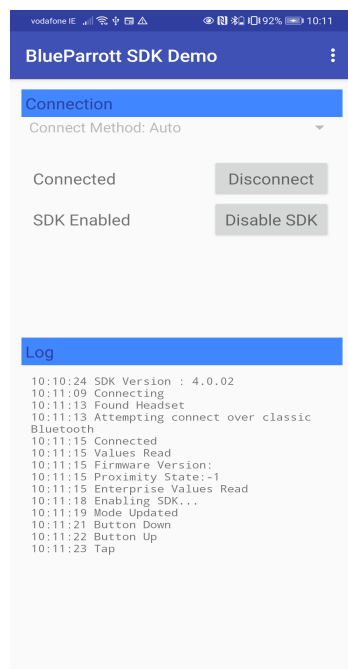 vodafone IE 92% 10:11
BlueParrott SDK Demo
Connection
Connect Method: Auto
Connected Disconnect
SDK Enabled Disable SDK
Log
10:10:24 SDK Version : 4.0.02
10:11:09 Connecting
10:11:13 Found Headset
10:11:13 Attempting connect over classic
Bluetooth
10:11:15 Connected
10:11:15 Values Read
10:11:15 Firmware Version:
10:11:15 Proximity State:-1
10:11:15 Enterprise Values Read
10:11:18 Enabling SDK...
10:11:19 Mode Updated
10:11:21 Button Down
10:11:22 Button Up
10:11:23 Tap